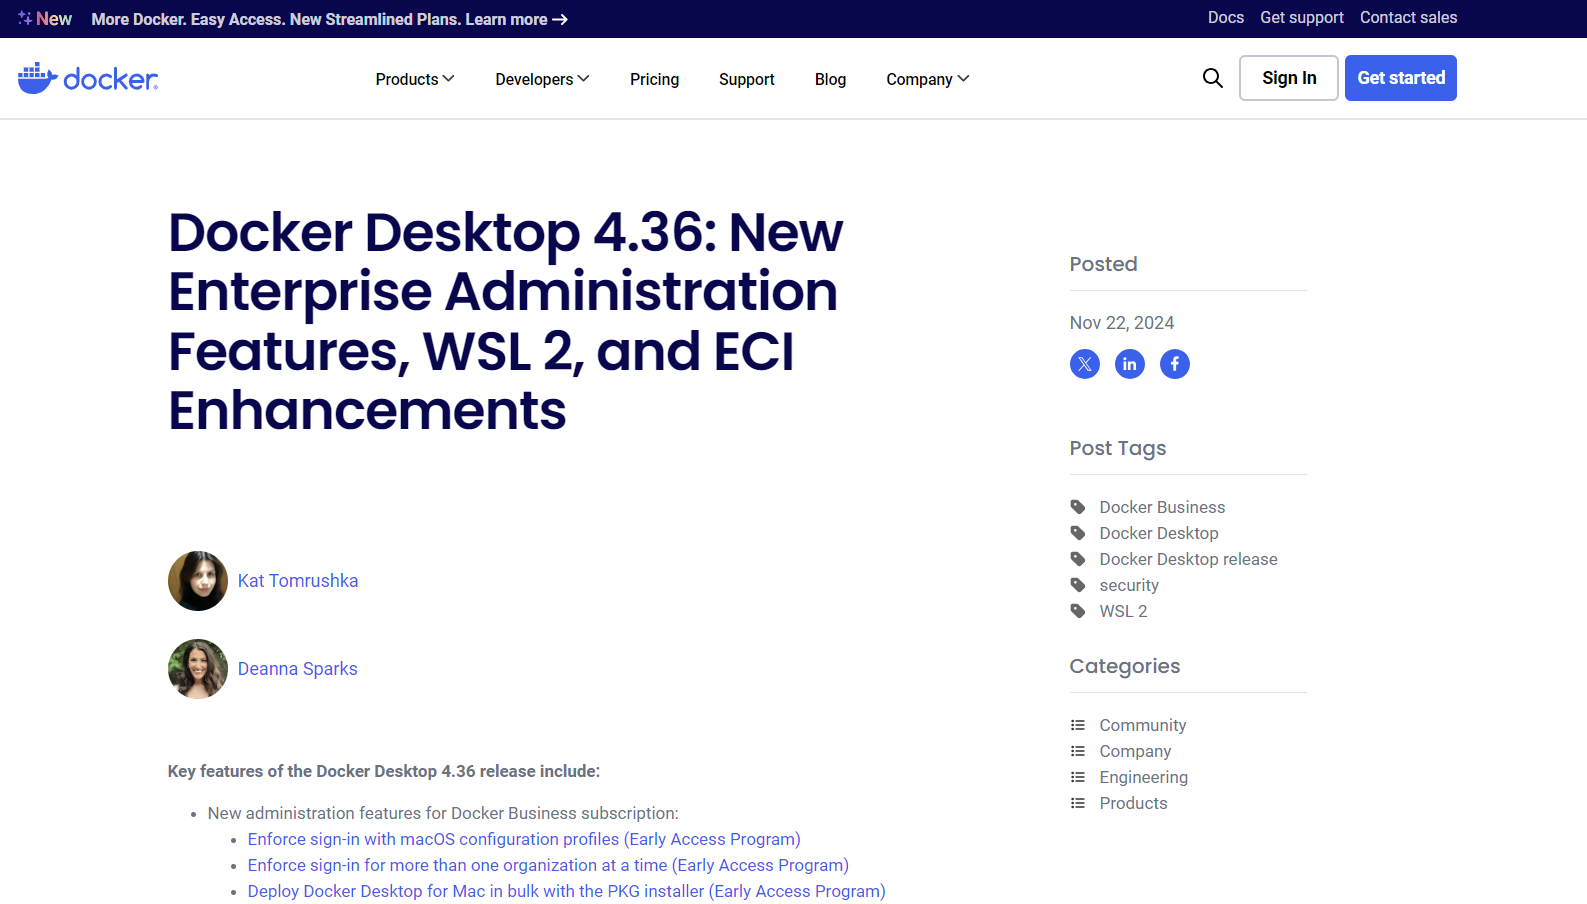 New More Docker. Easy Access. New Streamlined Plans. Learn more →
Docs Get support Contact sales
docker
Products Developers Pricing Support Blog Company
Sign In
Get started
Docker Desktop 4.36: New
Enterprise Administration
Features, WSL 2, and ECI
Enhancements
Kat Tomrushka
Deanna Sparks
Key features of the Docker Desktop 4.36 release include:
• New administration features for Docker Business subscription:
• Enforce sign-in with macOS configuration profiles (Early Access Program)
• Enforce sign-in for more than one organization at a time (Early Access Program)
• Deploy Docker Desktop for Mac in bulk with the PKG installer (Early Access Program)
Posted
Nov 22, 2024
Post Tags
Docker Business
Docker Desktop
Docker Desktop release
security
WSL 2
Categories
Community
Company
Engineering
Products